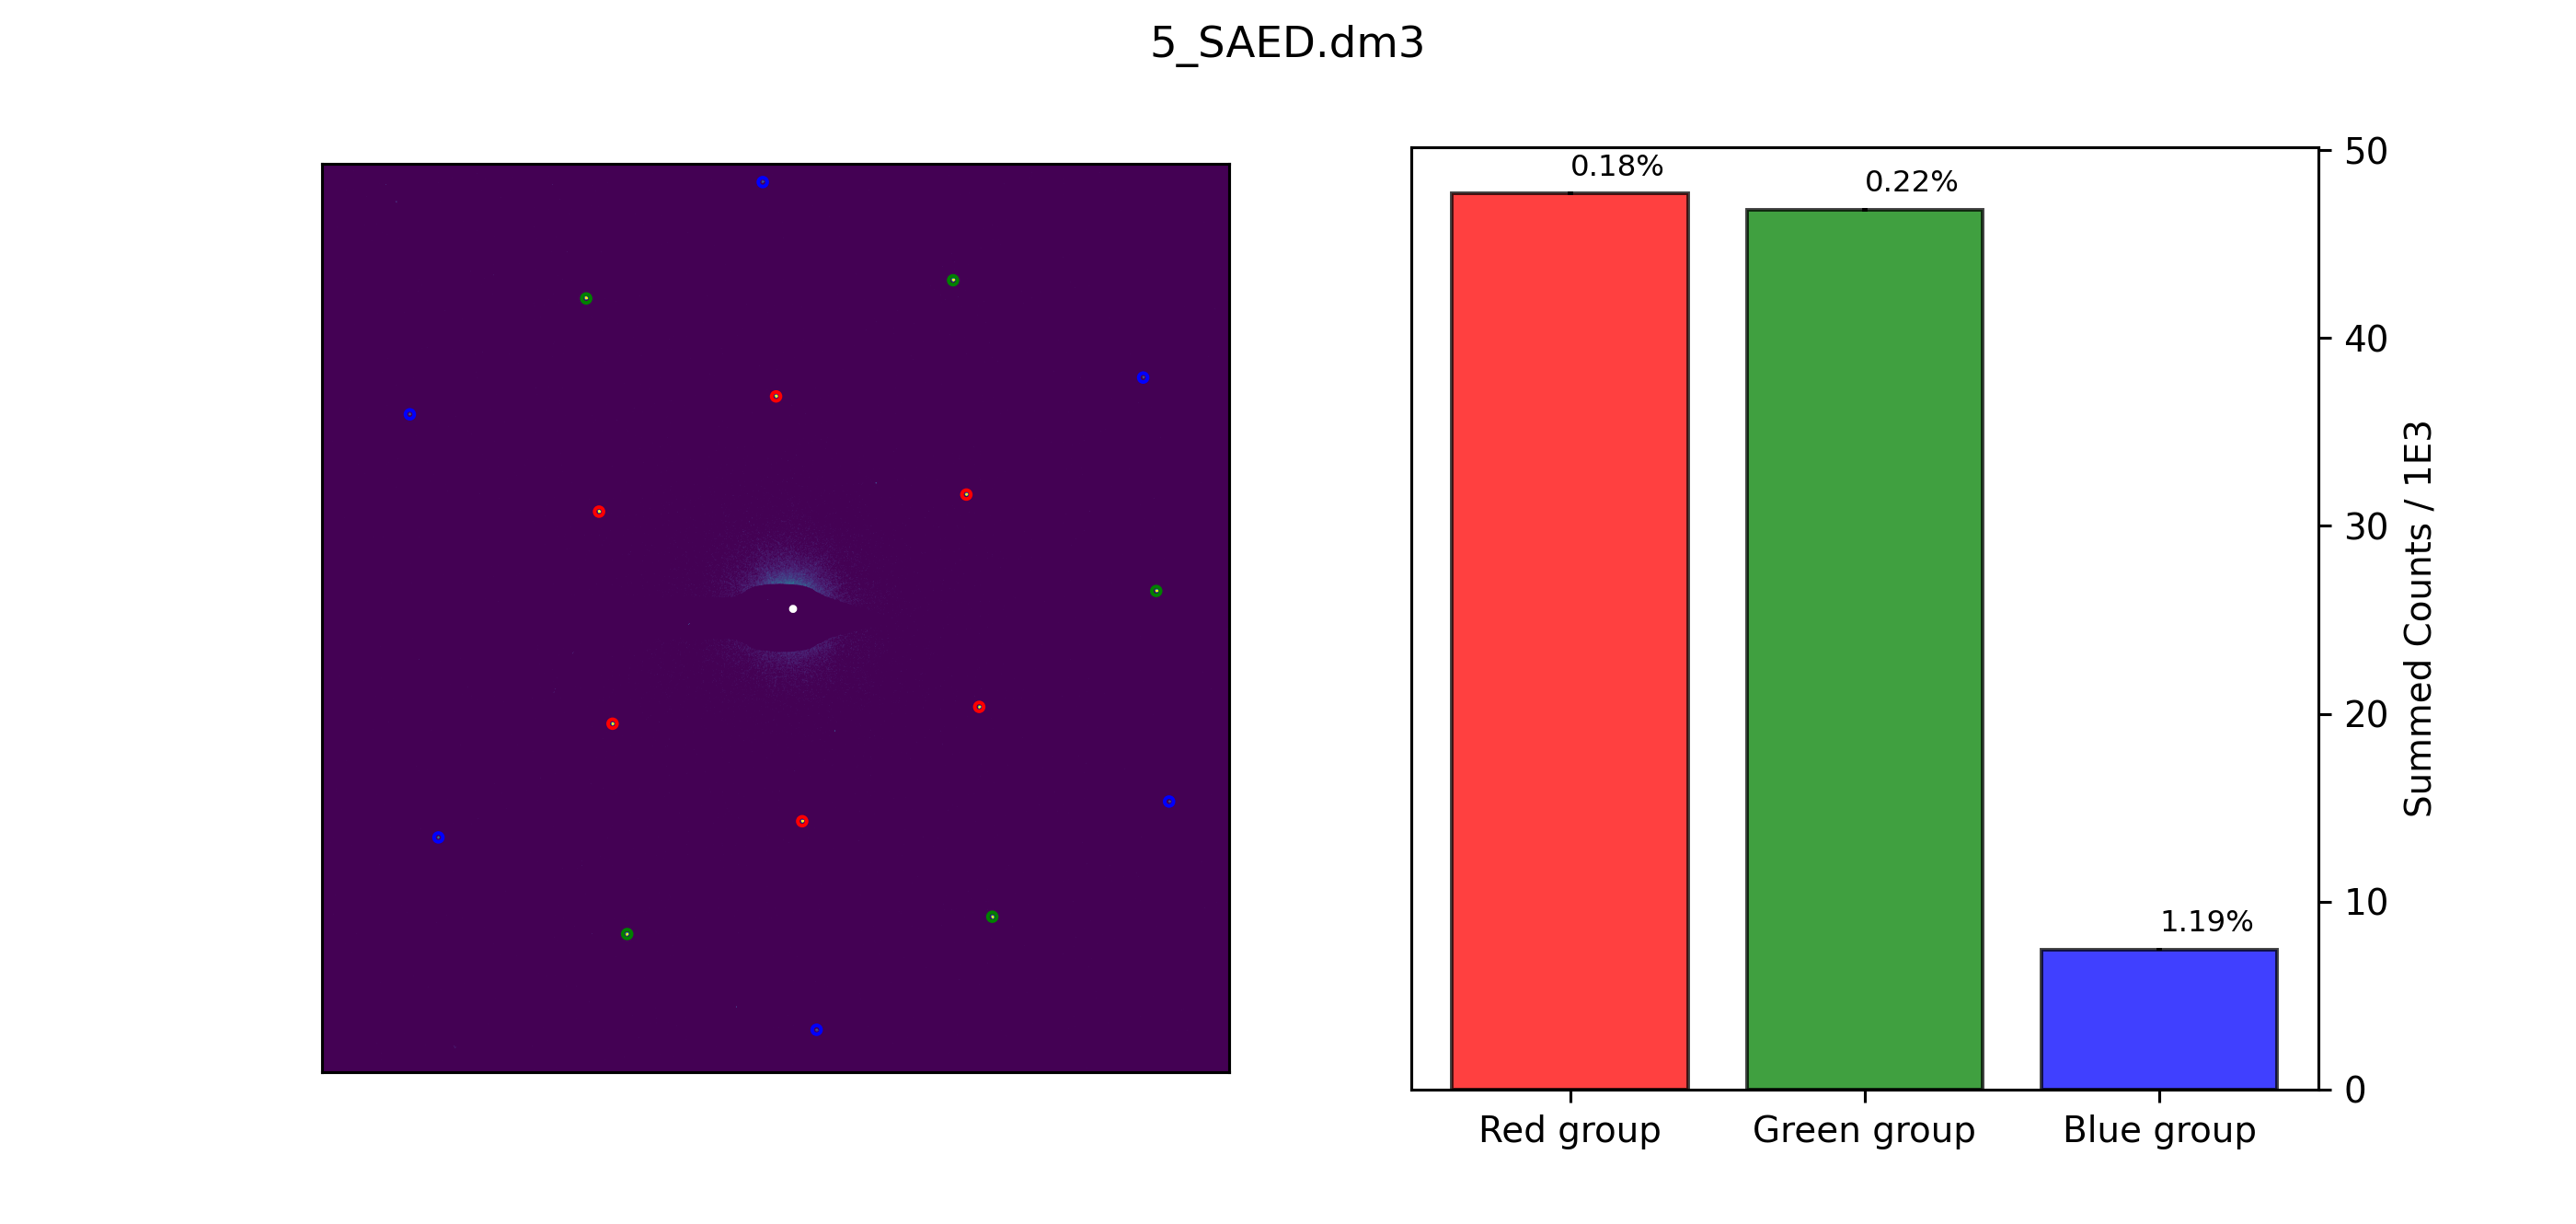 5_SAED.dm3
0.18%
0.22%
1.19%
50
40
30
20
10
0
Summed Counts / 1E3
Red group
Green group
Blue group